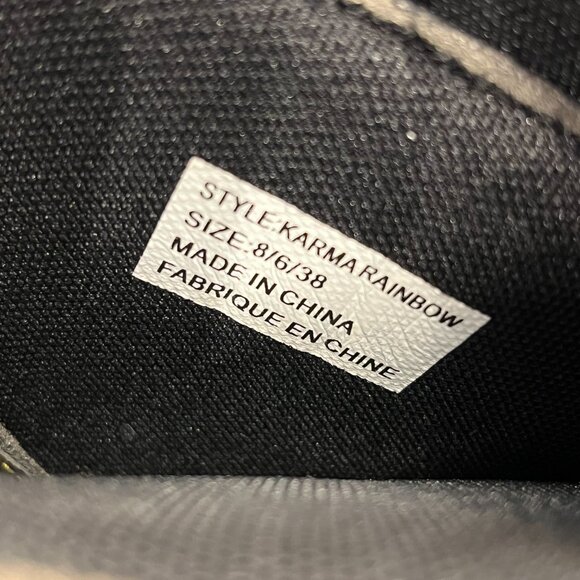 STYLE:KARMA RAINBOW
SIZE:8/6/38
MADE IN CHINA
FABRIQUE EN CHINE